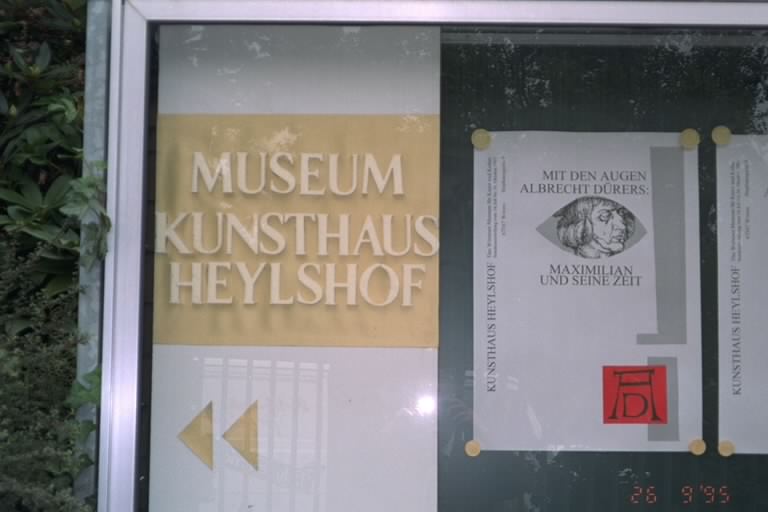 MUSEUM
KUNSTHAUS
HEYLSHOF
MIT DEN AUGEN
ALBRECHT DÜRERS:
MAXIMILIAN
UND SEINE ZEIT
KUNSTHAUS HEYLSHOF
AD
KUNSTHAUS HEYLSHOF
26 9 '95